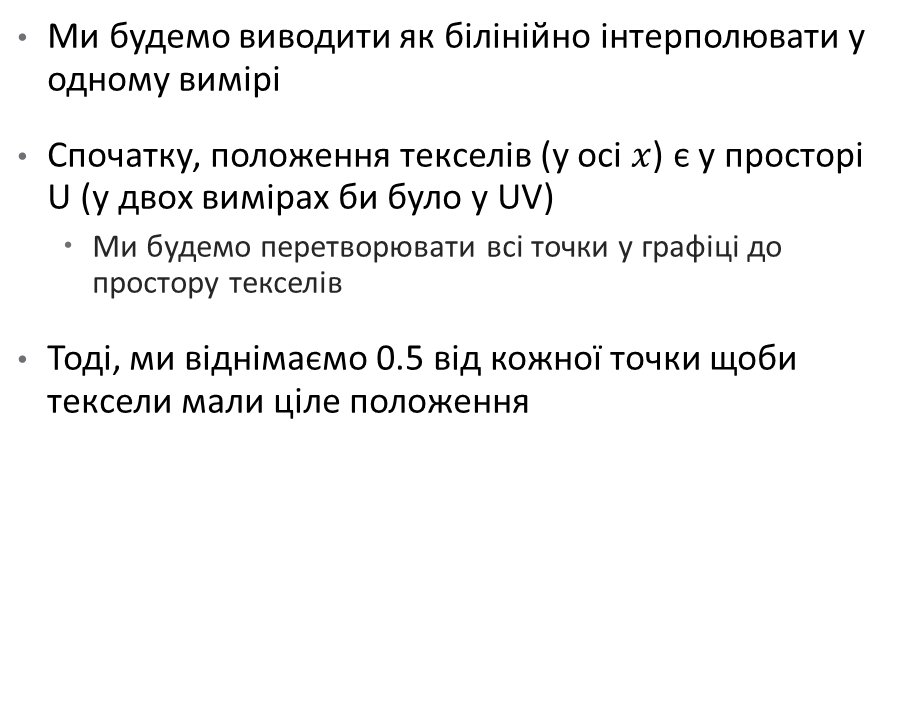 • Ми будемо виводити як білінійно інтерполювати у
одному вимірі
• Спочатку, положення текселів (у осі 𝑥) є у просторі
U (у двох вимірах би було у UV)
• Ми будемо перетворювати всі точки у графіці до
простору текселів
• Тоді, ми віднімаємо 0.5 від кожної точки щоби
тексели мали ціле положення